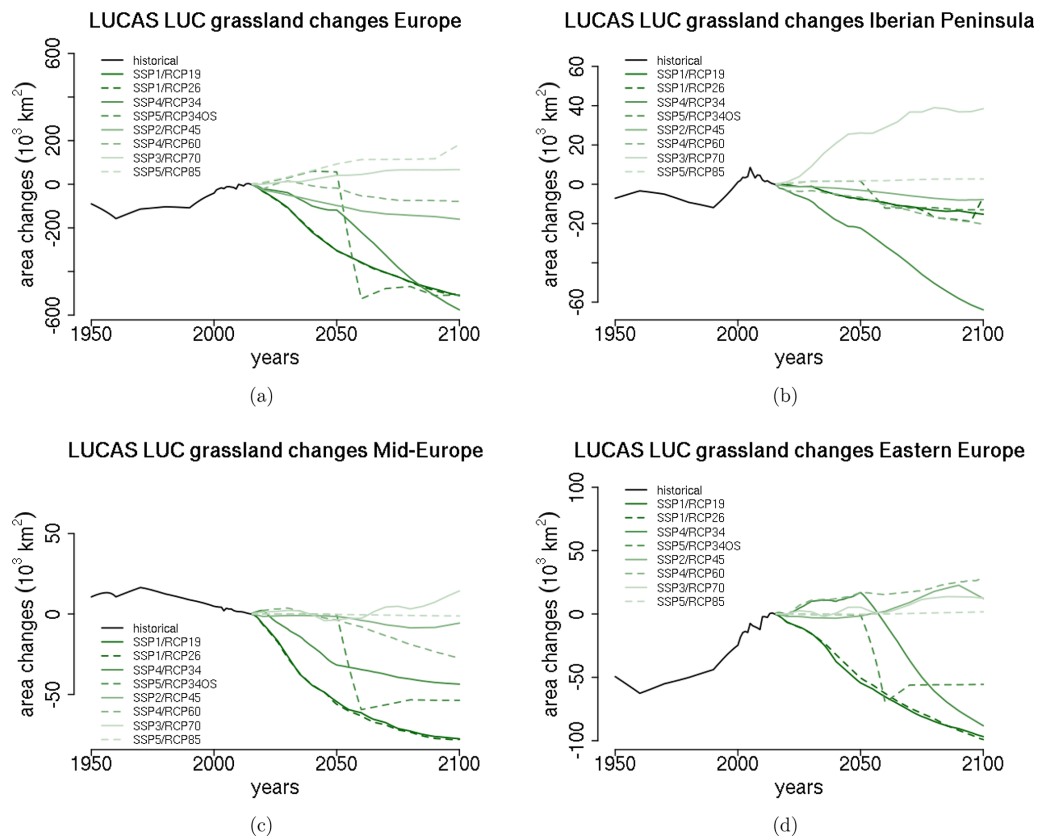 LUCAS LUC grassland changes Europe
area changes (10³ km²)
600
200
0
-200
-600
historical
SSP1/RCP19
SSP1/RCP26
SSP4/RCP34
SSP5/RCP34OS
SSP2/RCP45
SSP4/RCP60
SSP3/RCP70
SSP5/RCP85
1950 2000 2050 2100
years
(a)
LUCAS LUC grassland changes Iberian Peninsula
area changes (10³ km²)
60
40
20
0
-20
-60
historical
SSP1/RCP19
SSP1/RCP26
SSP4/RCP34
SSP5/RCP34OS
SSP2/RCP45
SSP4/RCP60
SSP3/RCP70
SSP5/RCP85
1950 2000 2050 2100
years
(b)
LUCAS LUC grassland changes Mid-Europe
area changes (10³ km²)
50
0
-50
historical
SSP1/RCP19
SSP1/RCP26
SSP4/RCP34
SSP5/RCP34OS
SSP2/RCP45
SSP4/RCP60
SSP3/RCP70
SSP5/RCP85
1950 2000 2050 2100
years
(c)
LUCAS LUC grassland changes Eastern Europe
area changes (10³ km²)
100
50
0
-50
-100
historical
SSP1/RCP19
SSP1/RCP26
SSP4/RCP34
SSP5/RCP34OS
SSP2/RCP45
SSP4/RCP60
SSP3/RCP70
SSP5/RCP85
1950 2000 2050 2100
years
(d)